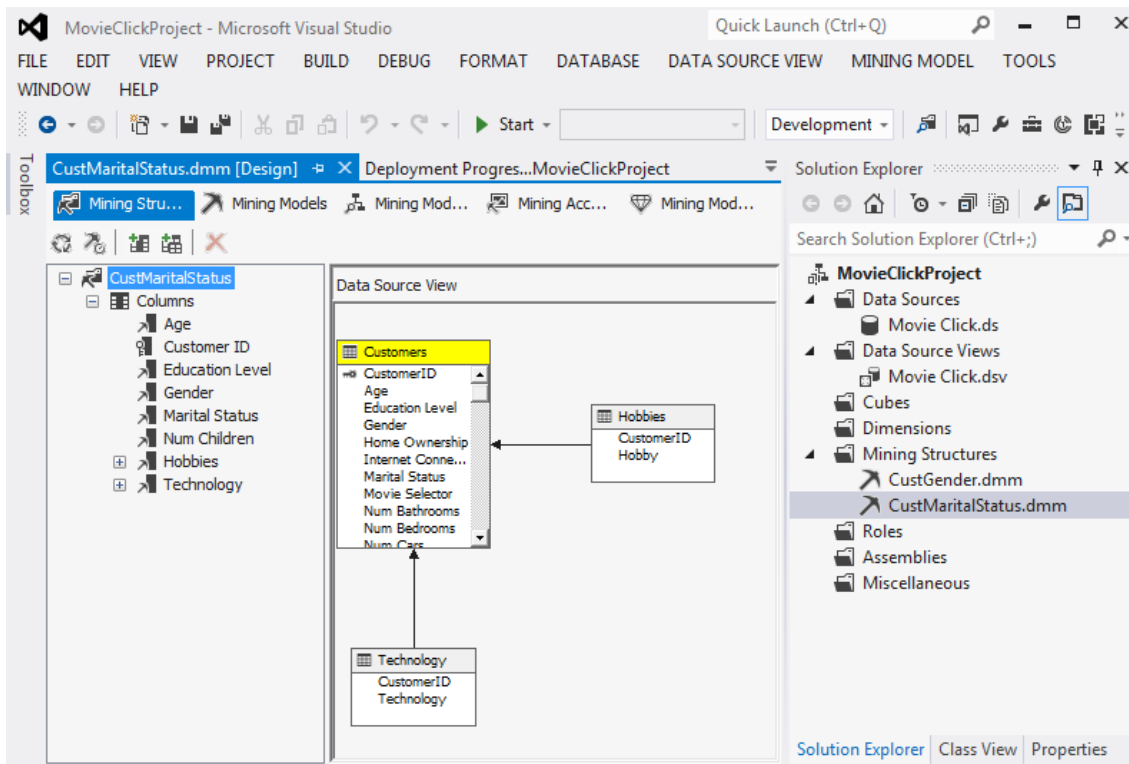 MovieClickProject - Microsoft Visual Studio
Quick Launch (Ctrl+Q)
FILE EDIT VIEW PROJECT BUILD DEBUG FORMAT DATABASE DATA SOURCE VIEW MINING MODEL TOOLS
WINDOW HELP
Start
Development
Toolbox
CustMaritalStatus.dmm [Design]
Deployment Progres...MovieClickProject
Mining Stru...
Mining Models
Mining Mod...
Mining Acc...
Mining Mod...
CustMaritalStatus
Columns
Age
Customer ID
Education Level
Gender
Marital Status
Num Children
Hobbies
Technology
Data Source View
Customers
CustomerID
Age
Education Level
Gender
Home Ownership
Internet Conne...
Marital Status
Movie Selector
Num Bathrooms
Num Bedrooms
Num Cars
Hobbies
CustomerID
Hobby
Technology
CustomerID
Technology
Solution Explorer
Search Solution Explorer (Ctrl+;)
MovieClickProject
Data Sources
Movie Click.ds
Data Source Views
Movie Click.dsv
Cubes
Dimensions
Mining Structures
CustGender.dmm
CustMaritalStatus.dmm
Roles
Assemblies
Miscellaneous
Solution Explorer Class View Properties